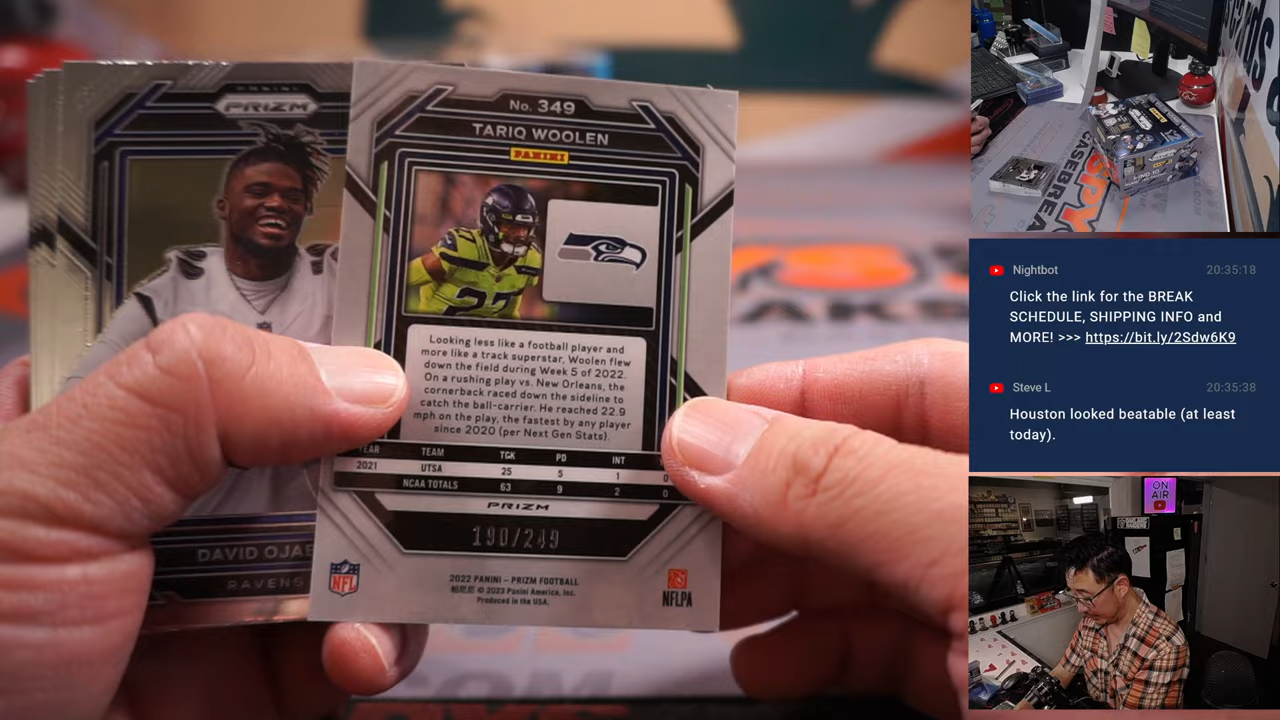 PANINI
PRIZM
DAVID OJA
RAVENS
No. 349
TARIQ WOOLEN
PANINI
27
Looking less like a football player and
more like a track superstar, Woolen flew
down the field during Week 5 of 2022.
On a rushing play vs. New Orleans, the
cornerback raced down the sideline to
catch the ball-carrier. He reached 22.9
mph on the play, the fastest by any player
since 2020 (per Next Gen Stats).
YEAR TEAM TCK PD INT
2021 UTSA 25 5 1 0
NCAA TOTALS 63 9 2 0
PRIZM
190/249
NFL
2022 PANINI – PRIZM FOOTBALL
© 2023 Panini America, Inc.
Produced in the USA.
NFLPA
Nightbot 20:35:18
Click the link for the BREAK
SCHEDULE, SHIPPING INFO and
MORE! >>> https://bit.ly/2Sdw6K9
Steve L 20:35:38
Houston looked beatable (at least
today).
ON
AIR